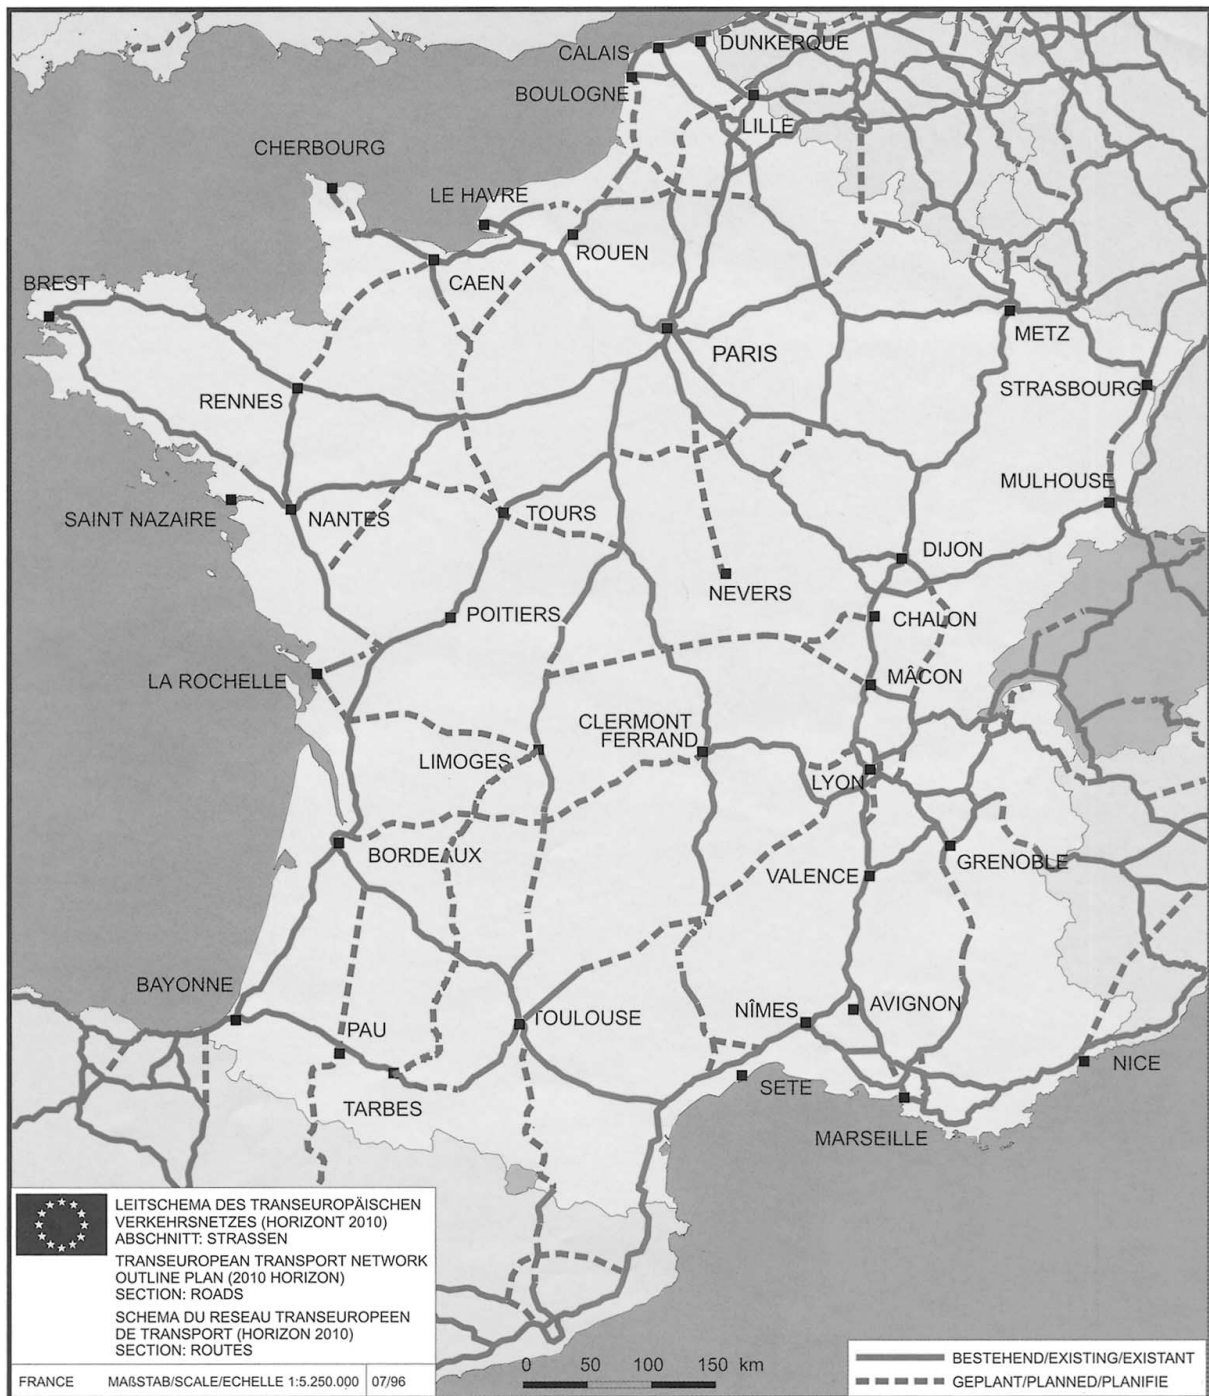 CALAIS
DUNKERQUE
BOULOGNE
LILLE
CHERBOURG
LE HAVRE
ROUEN
CAEN
BREST
METZ
PARIS
STRASBOURG
RENNES
MULHOUSE
SAINT NAZAIRE
NANTES
TOURS
DIJON
NEVERS
POITIERS
CHALON
LA ROCHELLE
MÂCON
CLERMONT
FERRAND
LIMOGES
LYON
BORDEAUX
GRENOBLE
VALENCE
BAYONNE
PAU
TOULOUSE
NÎMES
AVIGNON
NICE
SETE
TARBES
MARSEILLE
LEITSCHEMA DES TRANSEUROPÄISCHEN
VERKEHRSNETZES (HORIZONT 2010)
ABSCHNITT: STRASSEN
TRANSEUROPEAN TRANSPORT NETWORK
OUTLINE PLAN (2010 HORIZON)
SECTION: ROADS
SCHEMA DU RESEAU TRANSEUROPEEN
DE TRANSPORT (HORIZON 2010)
SECTION: ROUTES
FRANCE MAßSTAB/SCALE/ECHELLE 1:5.250.000 07/96
0 50 100 150 km
BESTEHEND/EXISTING/EXISTANT
GEPLANT/PLANNED/PLANIFIE